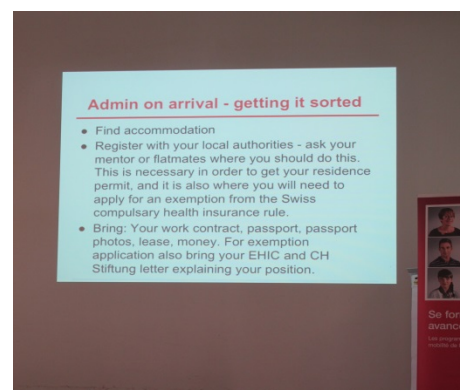 Admin on arrival - getting it sorted
● Find accommodation
● Register with your local authorities - ask your
mentor or flatmates where you should do this.
This is necessary in order to get your residence
permit, and it is also where you will need to
apply for an exemption from the Swiss
compulsary health insurance rule.
● Bring: Your work contract, passport, passport
photos, lease, money. For exemption
application also bring your EHIC and CH
Stiftung letter explaining your position.
Se for
avance